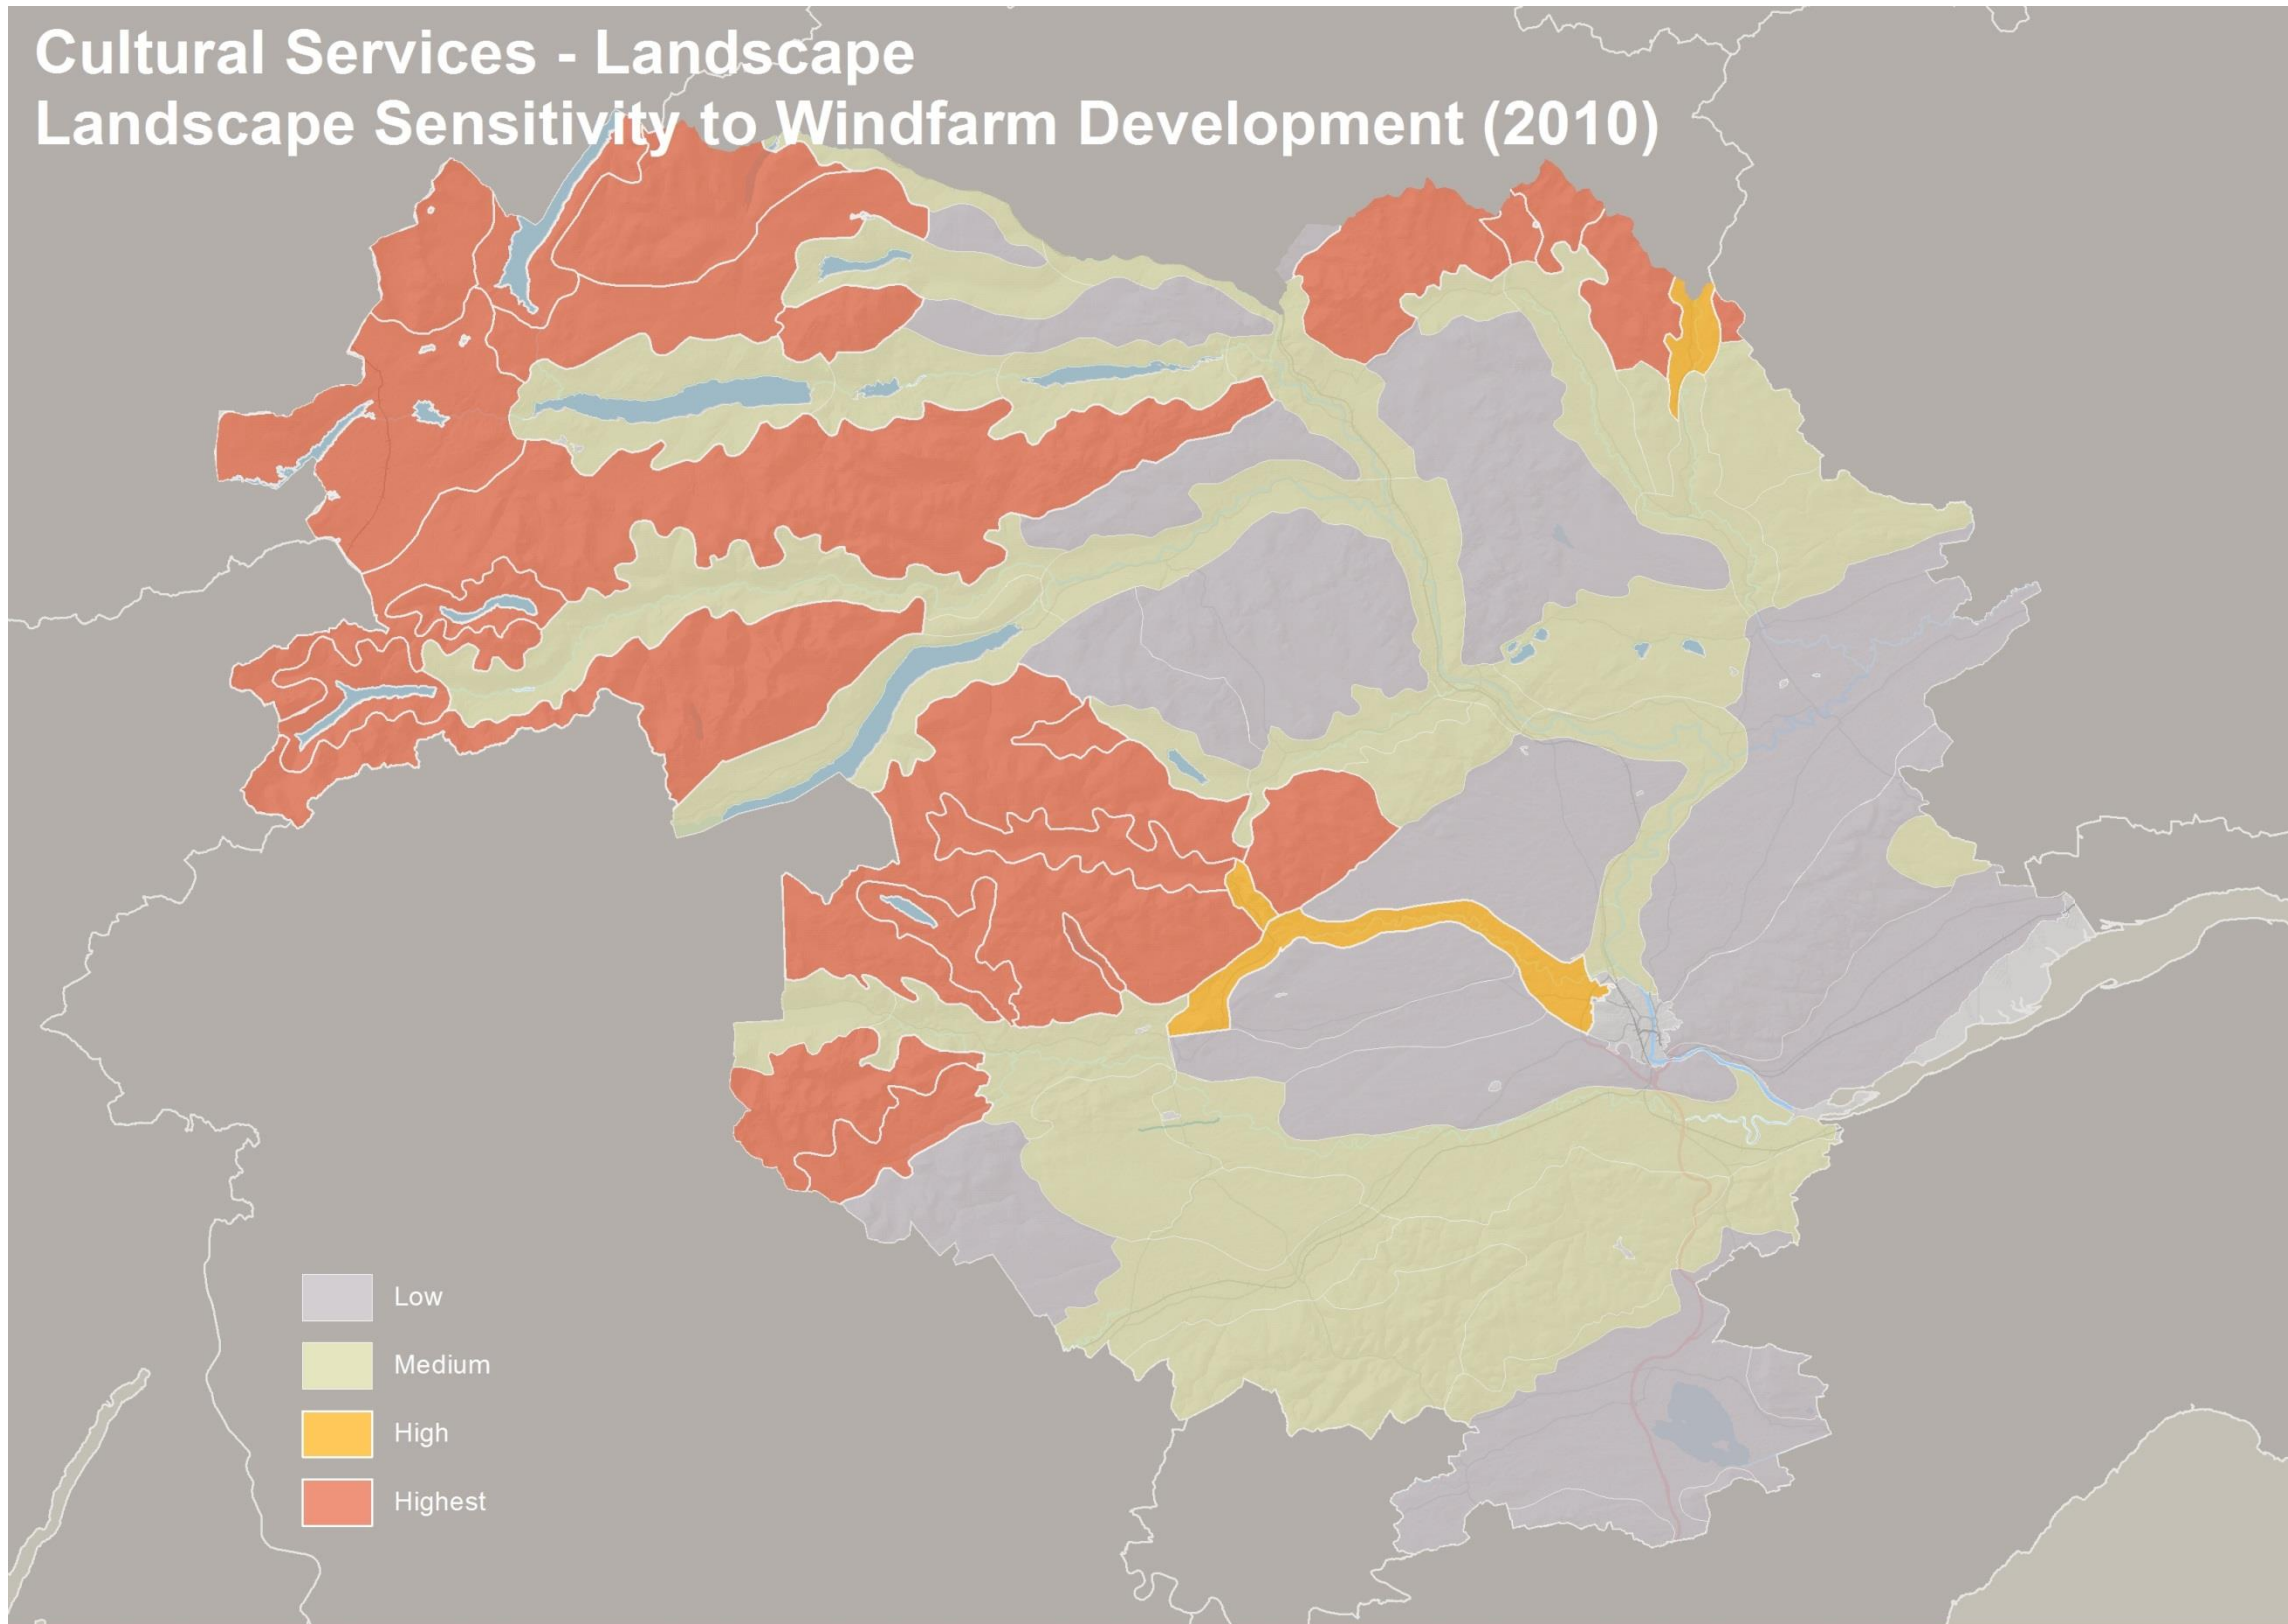 Cultural Services - Landscape
Landscape Sensitivity to Windfarm Development (2010)
Low
Medium
High
Highest